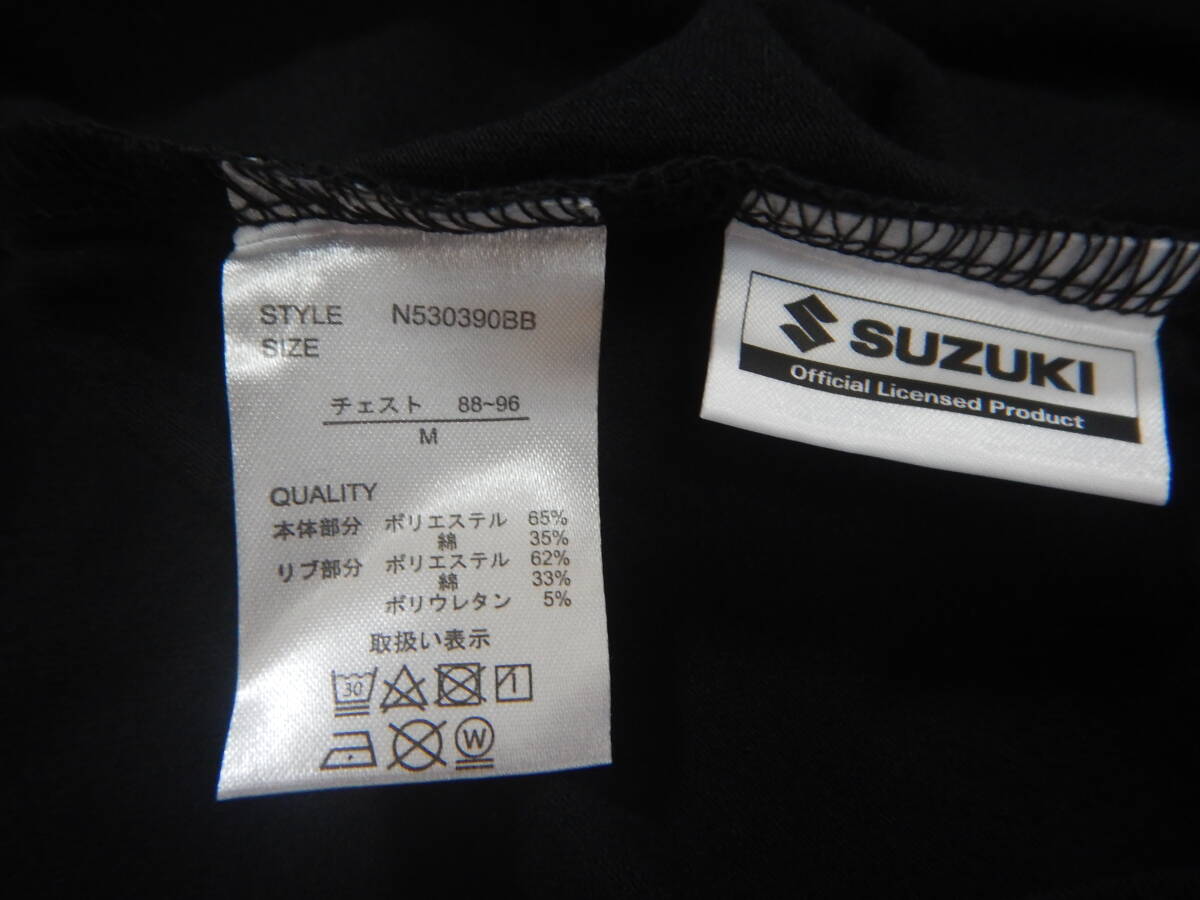 STYLE N530390BB
SIZE
チェスト 88~96
M
QUALITY
本体部分 ポリエステル 65%
綿 35%
リブ部分 ポリエステル 62%
綿 33%
ポリウレタン 5%
取扱い表示
30
W
SUZUKI
Official Licensed Product